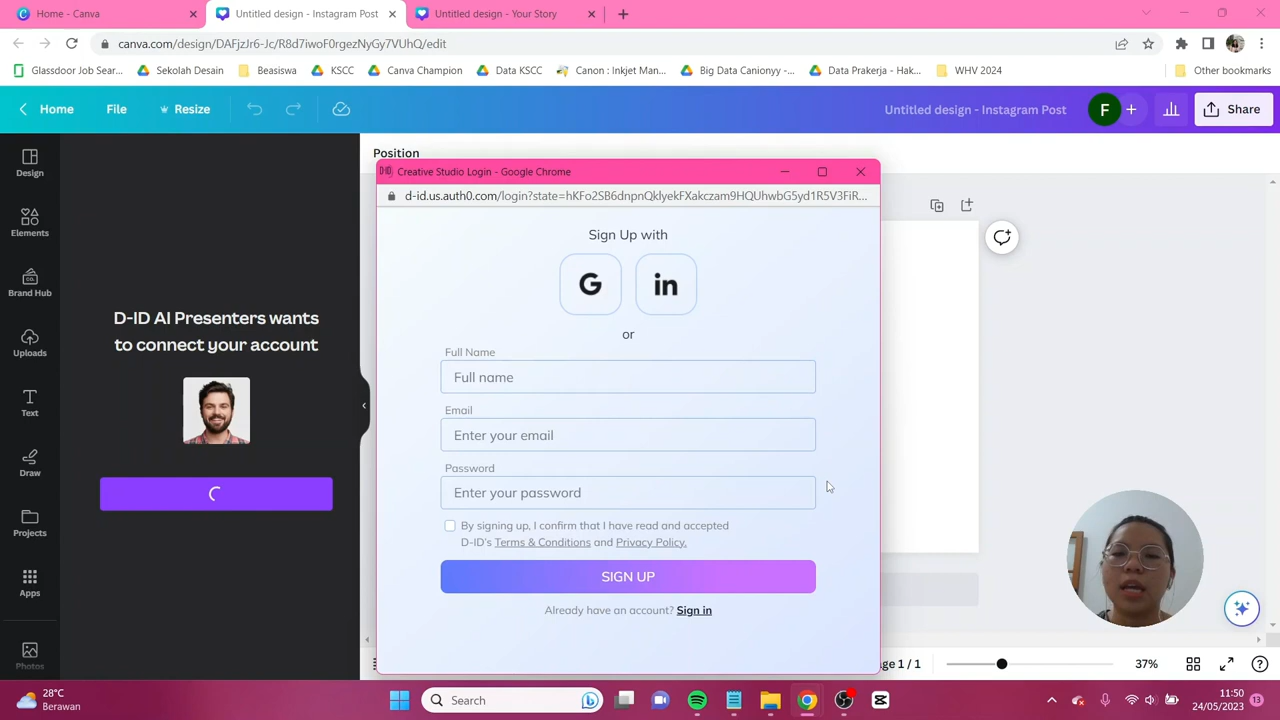 Home - Canva
Untitled design - Instagram Post
Untitled design - Your Story
canva.com/design/DAFjzJr6-Jc/R8d7iwoF0rgezNyGy7VUhQ/edit
Glassdoor Job Sear...
Sekolah Desain
Beasiswa
KSCC
Canva Champion
Data KSCC
Canon : Inkjet Man...
Big Data Canionyy -...
Data Prakerja - Hak...
WHV 2024
Other bookmarks
Home
File
Resize
Untitled design - Instagram Post
F
Share
Design
Elements
Brand Hub
Uploads
Text
Draw
Projects
Apps
Photos
D-ID AI Presenters wants
to connect your account
Position
Creative Studio Login - Google Chrome
d-id.us.auth0.com/login?state=hKFo2SB6dnpnQklyekFXakczam9HQUhwbG5yd1R5V3FiR...
Sign Up with
G
in
or
Full Name
Full name
Email
Enter your email
Password
Enter your password
By signing up, I confirm that I have read and accepted
D-ID's Terms & Conditions and Privacy Policy.
SIGN UP
Already have an account? Sign in
age 1 / 1
37%
28°C
Berawan
Search
11:50
24/05/2023
13